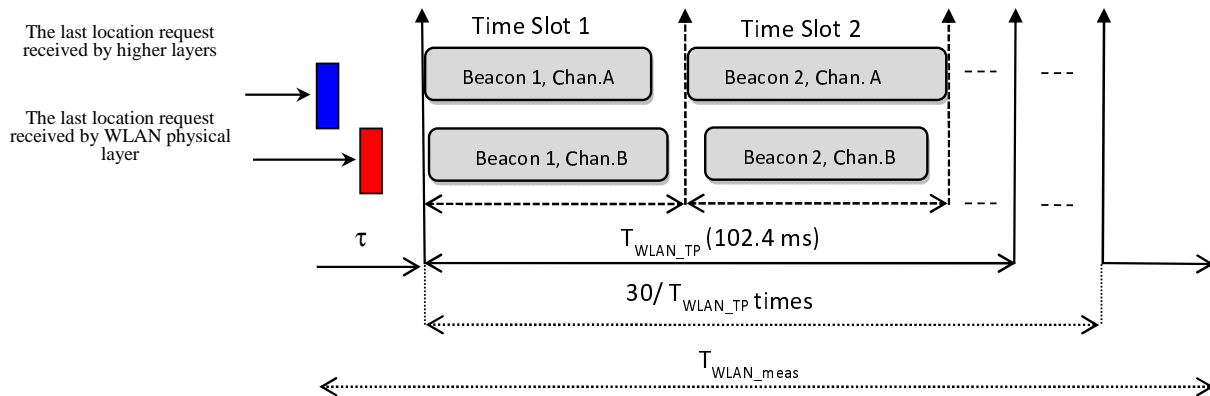 The last location request
received by higher layers
The last location request
received by WLAN physical
layer
Time Slot 1
Time Slot 2
Beacon 1, Chan.A
Beacon 2, Chan. A
Beacon 1, Chan.B
Beacon 2, Chan.B
τ
T_WLAN_TP (102.4 ms)
30/ T_WLAN_TP times
T_WLAN_meas